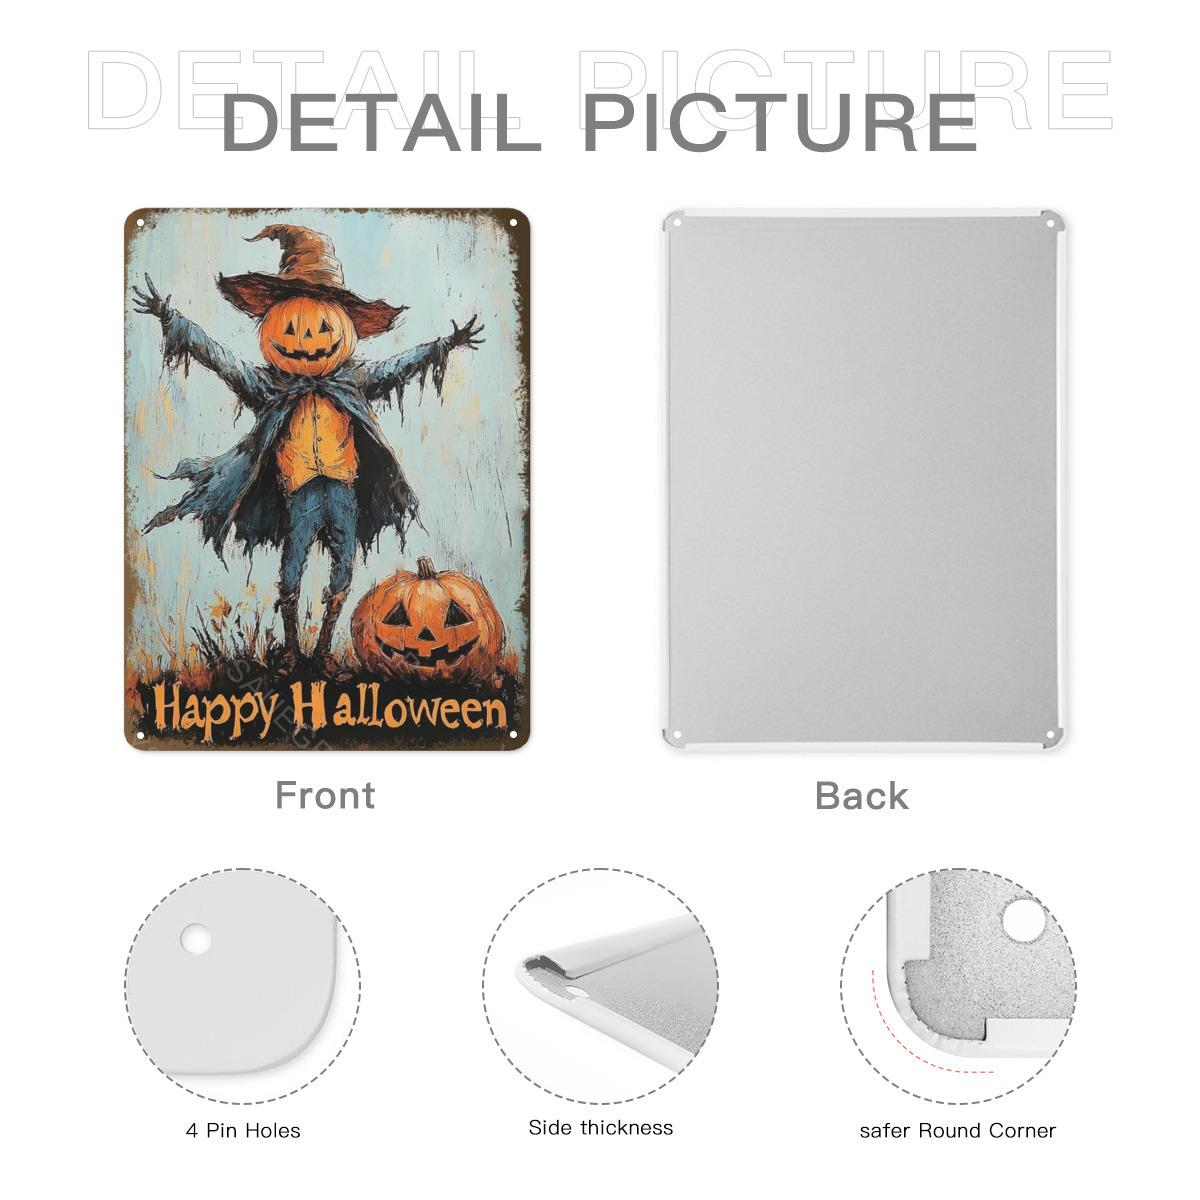 DETAIL PICTURE
DETAIL PICTURE
Happy Halloween
Front
Back
4 Pin Holes
Side thickness
safer Round Corner